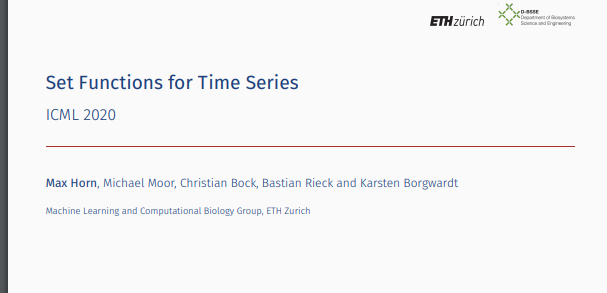 ETH zürich
D-BSSE
Department of Biosystems
Science and Engineering
Set Functions for Time Series
ICML 2020
Max Horn, Michael Moor, Christian Bock, Bastian Rieck and Karsten Borgwardt
Machine Learning and Computational Biology Group, ETH Zurich